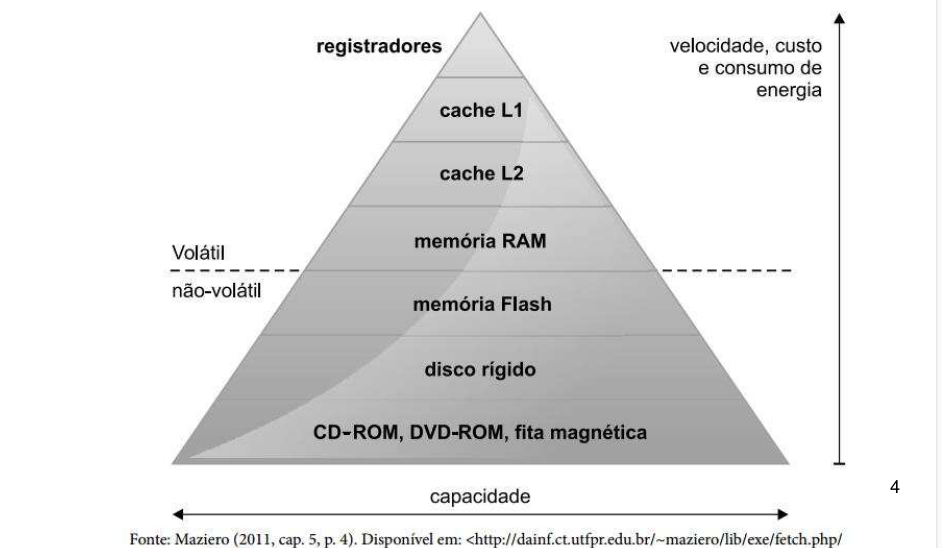 registradores
velocidade, custo
e consumo de
energia
cache L1
cache L2
memória RAM
Volátil
não-volátil
memória Flash
disco rígido
CD-ROM, DVD-ROM, fita magnética
4
capacidade
Fonte: Maziero (2011, cap. 5, p. 4). Disponível em: <http://dainf.ct.utfpr.edu.br/~maziero/lib/exe/fetch.php/